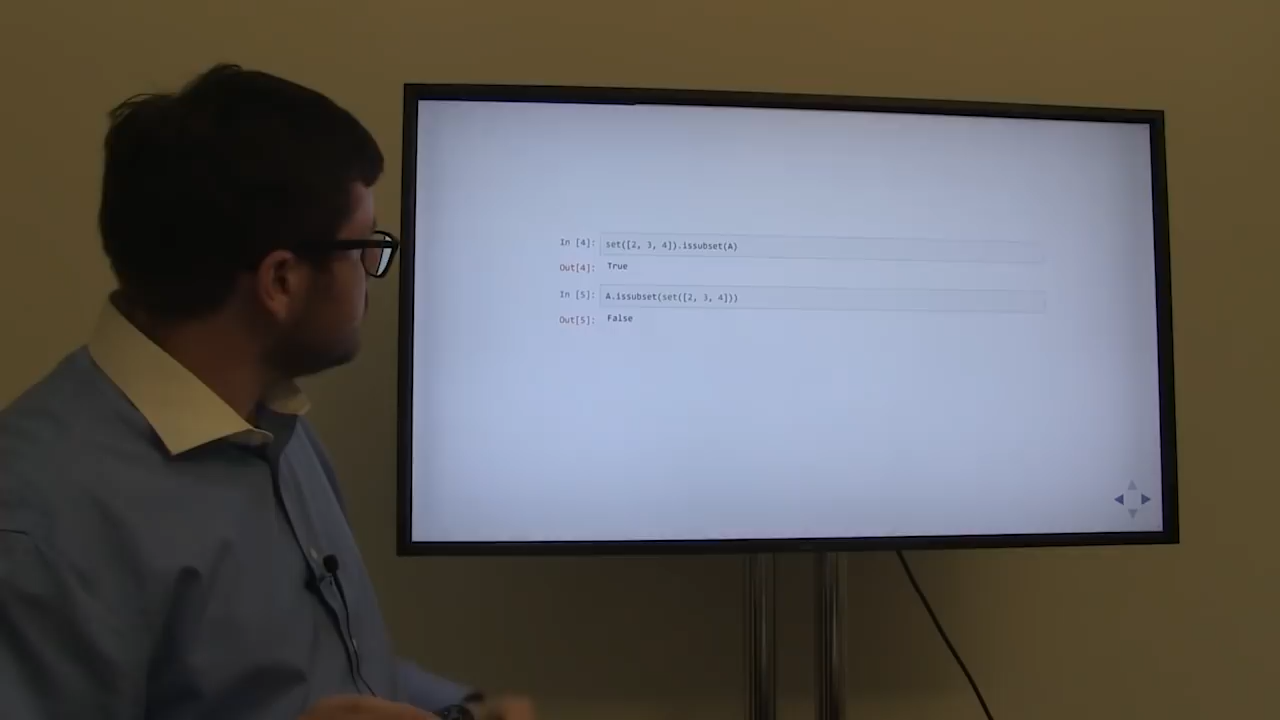 In [4]: set([2, 3, 4]).issubset(A)
Out[4]: True
In [5]: A.issubset(set([2, 3, 4]))
Out[5]: False